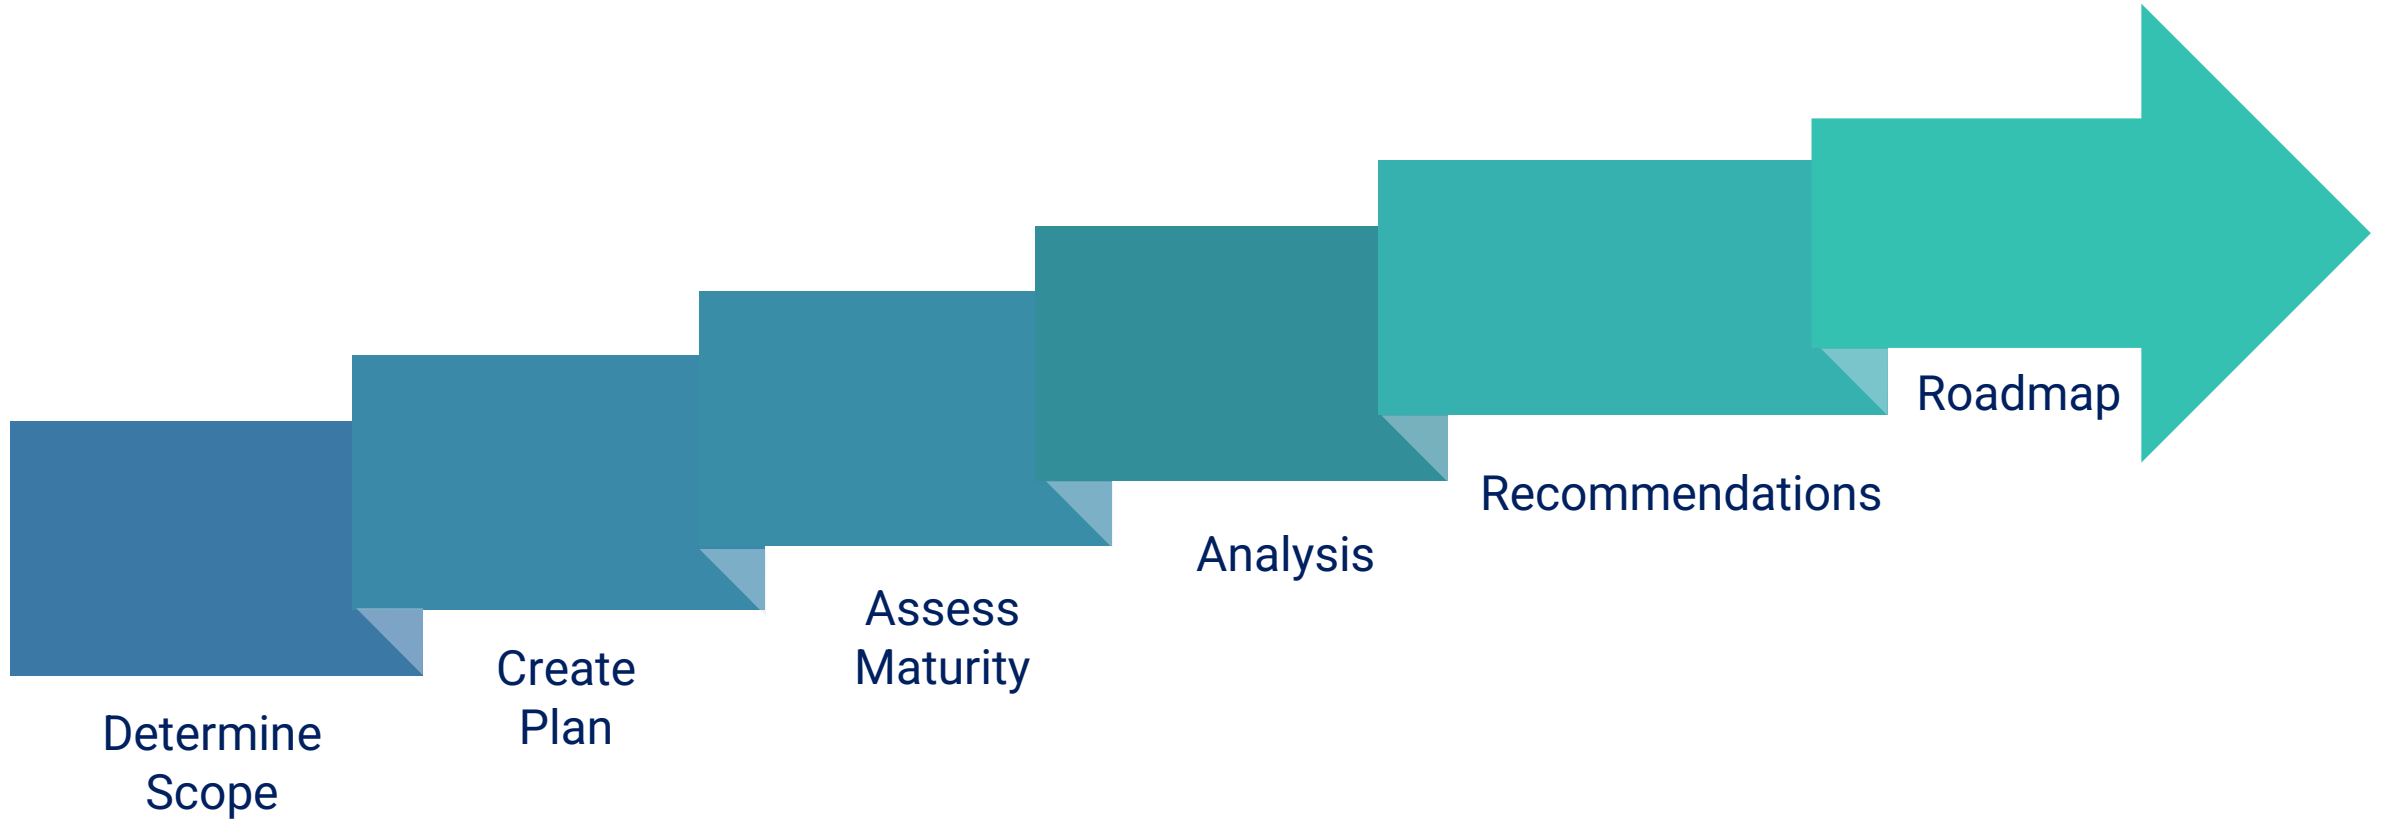 Determine
Scope
Create
Plan
Assess
Maturity
Analysis
Recommendations
Roadmap